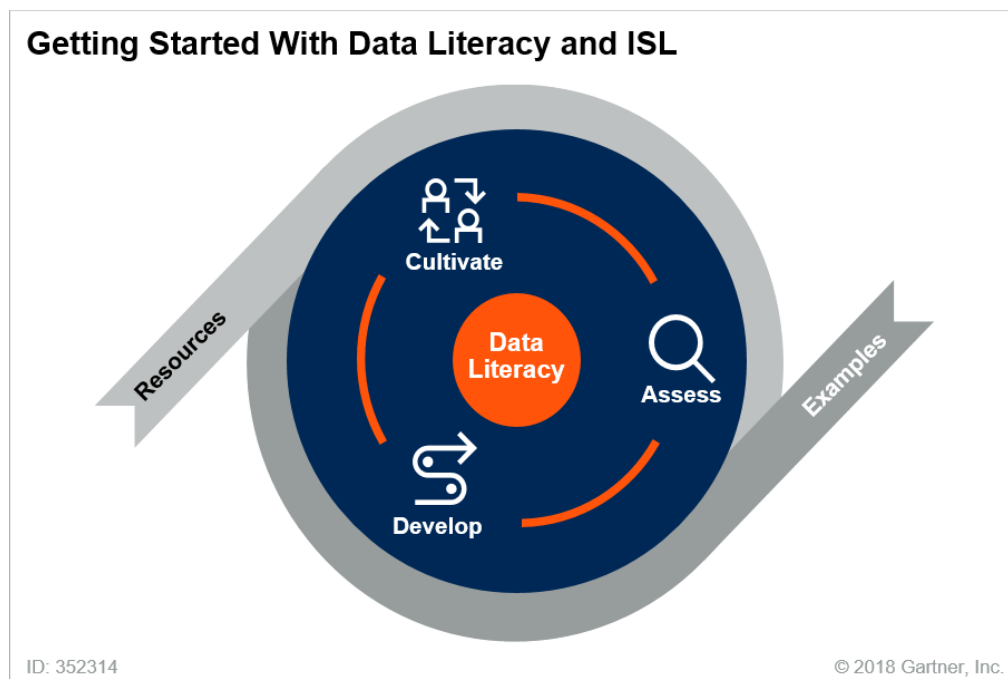 Getting Started With Data Literacy and ISL
Cultivate
Resources
Data
Literacy
Assess
Examples
Develop
ID: 352314
© 2018 Gartner, Inc.